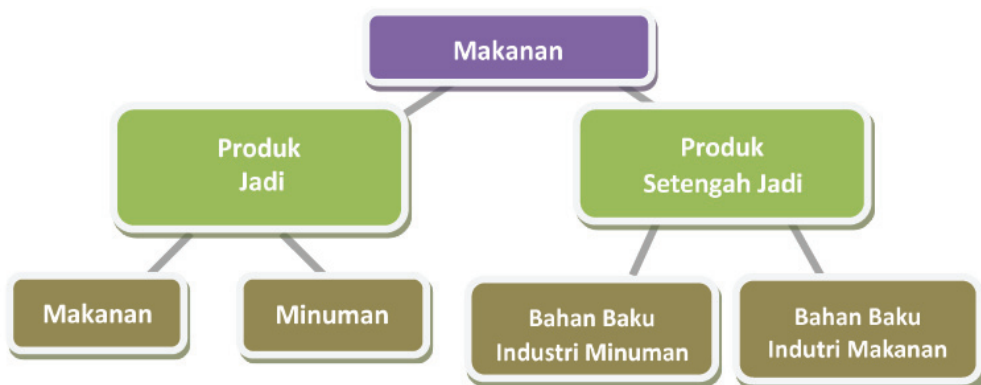 Makanan
Produk
Jadi
Produk
Setengah Jadi
Makanan
Minuman
Bahan Baku
Industri Minuman
Bahan Baku
Indutri Makanan